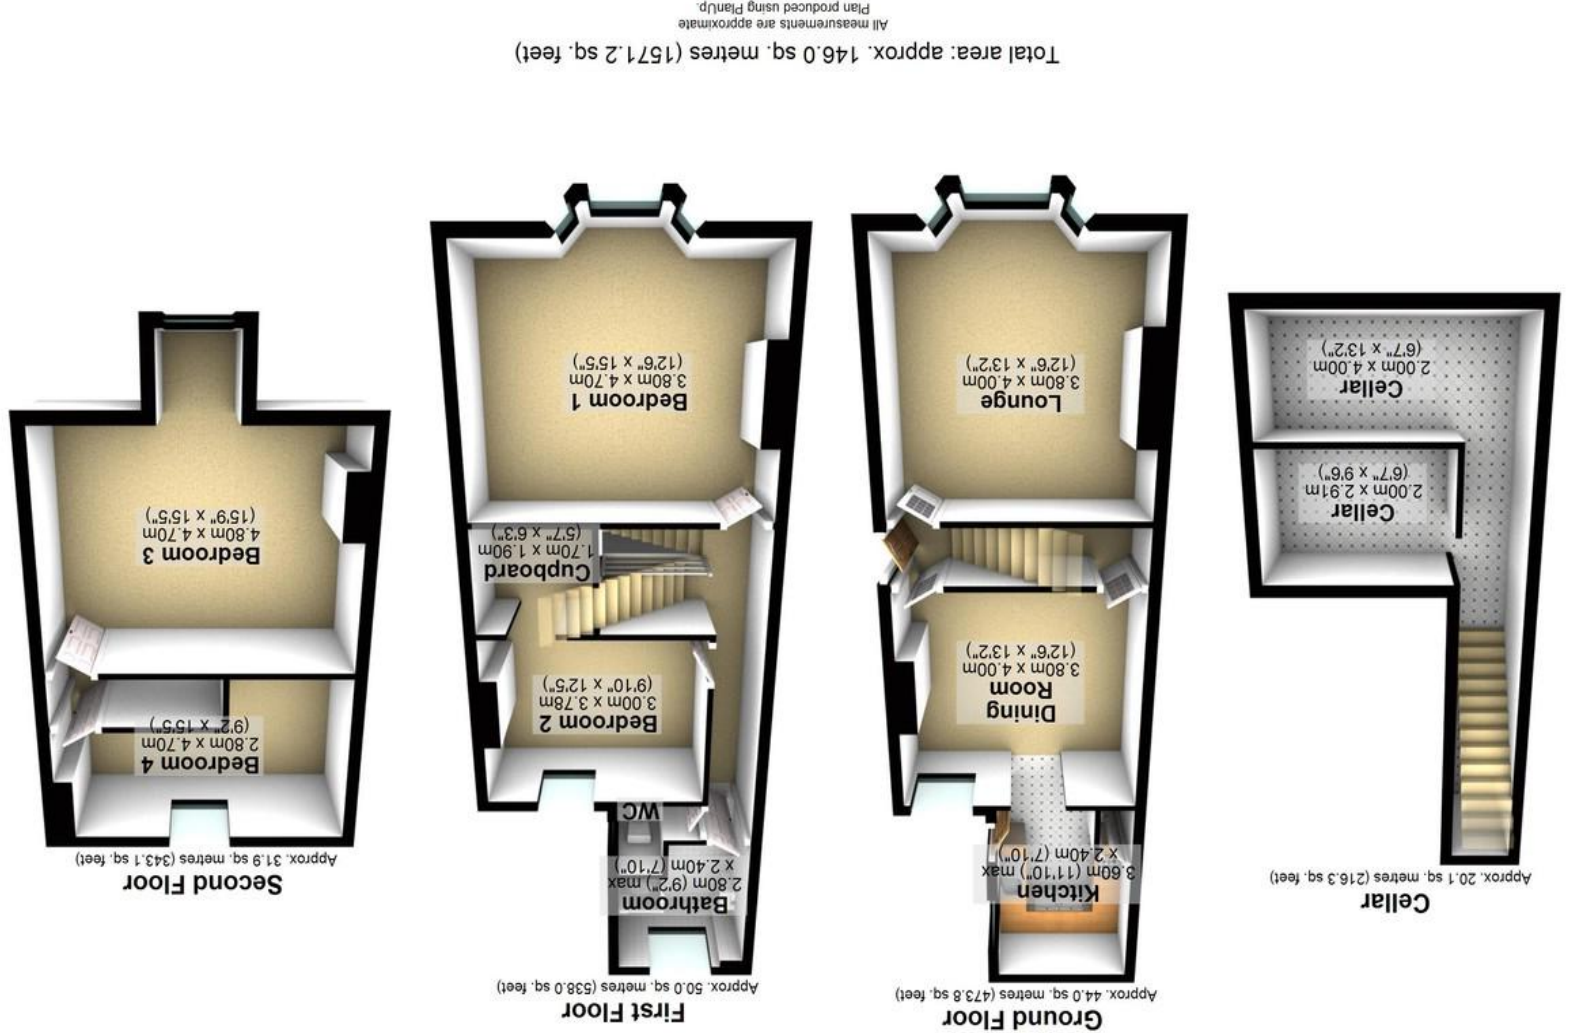 Cellar
Approx. 20.1 sq. metres (216.3 sq. feet)
Cellar
2.00m x 2.91m
(6'7" x 9'6")
Cellar
2.00m x 4.00m
(6'7" x 13'2")
Ground Floor
Approx. 44.0 sq. metres (473.8 sq. feet)
Kitchen
3.60m (11'10") max
x 2.40m (7'10")
Dining
Room
3.80m x 4.00m
(12'6" x 13'2")
Lounge
3.80m x 4.00m
(12'6" x 13'2")
First Floor
Approx. 50.0 sq. metres (538.0 sq. feet)
Bathroom
2.80m (9'2") max
x 2.40m (7'10")
WC
Bedroom 2
3.00m x 3.78m
(9'10" x 12'5")
Cupboard
1.70m x 1.90m
(5'7" x 6'3")
Bedroom 1
3.80m x 4.70m
(12'6" x 15'5")
Second Floor
Approx. 31.9 sq. metres (343.1 sq. feet)
Bedroom 4
2.80m x 4.70m
(9'2" x 15'5")
Bedroom 3
4.80m x 4.70m
(15'9" x 15'5")
Total area: approx. 146.0 sq. metres (1571.2 sq. feet)
All measurements are approximate
Plan produced using PlanUp.